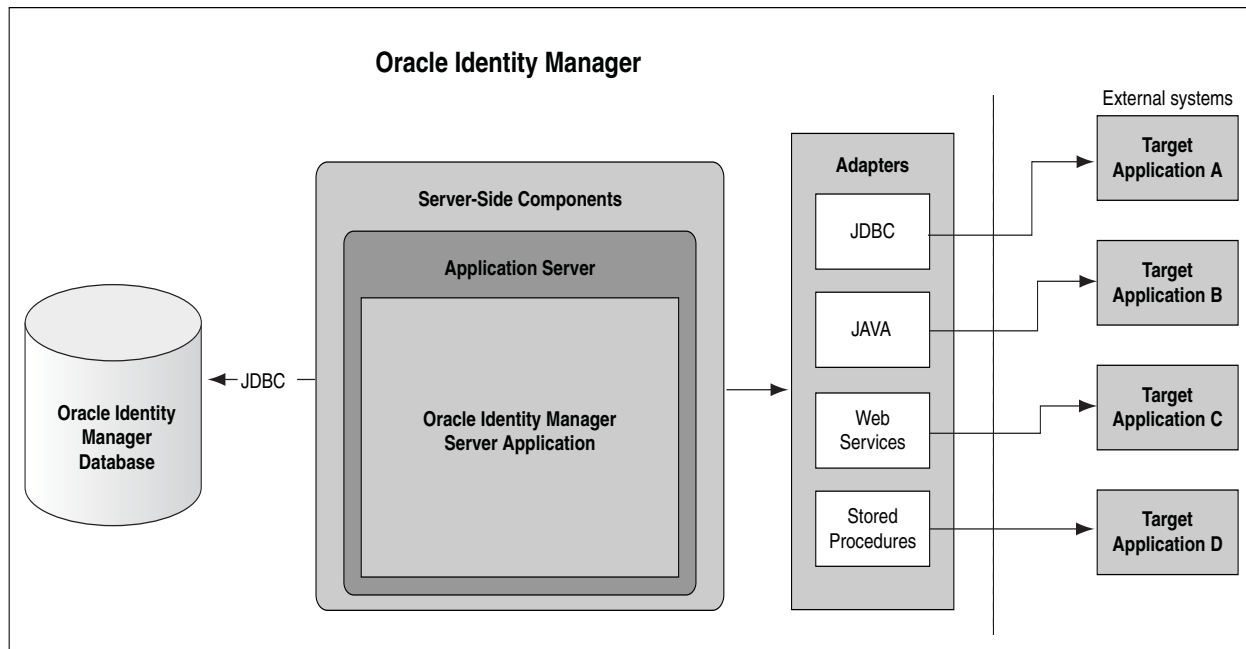 Oracle Identity Manager
External systems
Target
Application A
Adapters
Server-Side Components
JDBC
Application Server
Target
Application B
JAVA
JDBC
Oracle Identity
Manager
Database
Oracle Identity Manager
Server Application
Web
Services
Target
Application C
Stored
Procedures
Target
Application D